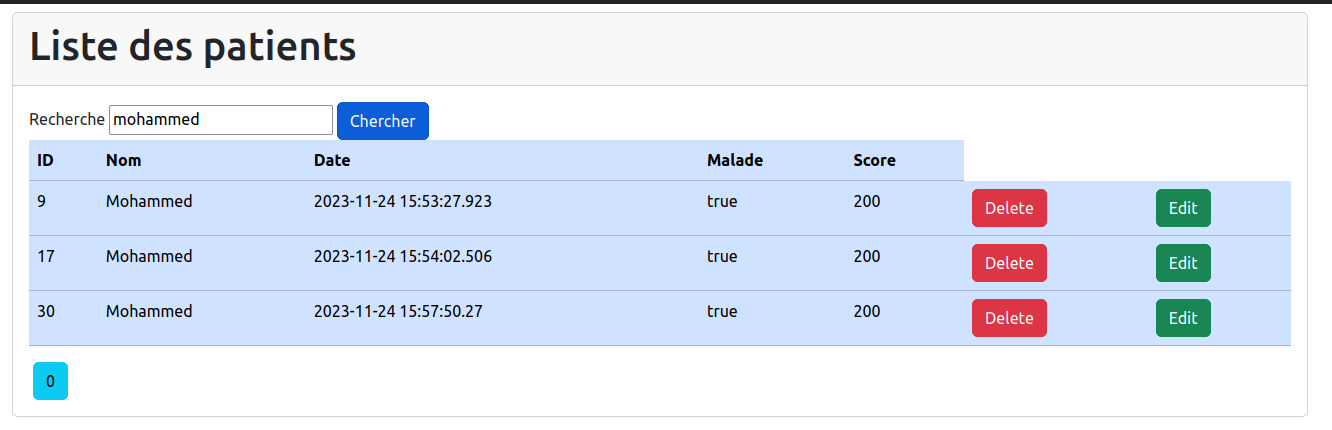 Liste des patients
Recherche mohammed Chercher
ID Nom Date Malade Score
9 Mohammed 2023-11-24 15:53:27.923 true 200 Delete Edit
17 Mohammed 2023-11-24 15:54:02.506 true 200 Delete Edit
30 Mohammed 2023-11-24 15:57:50.27 true 200 Delete Edit
0